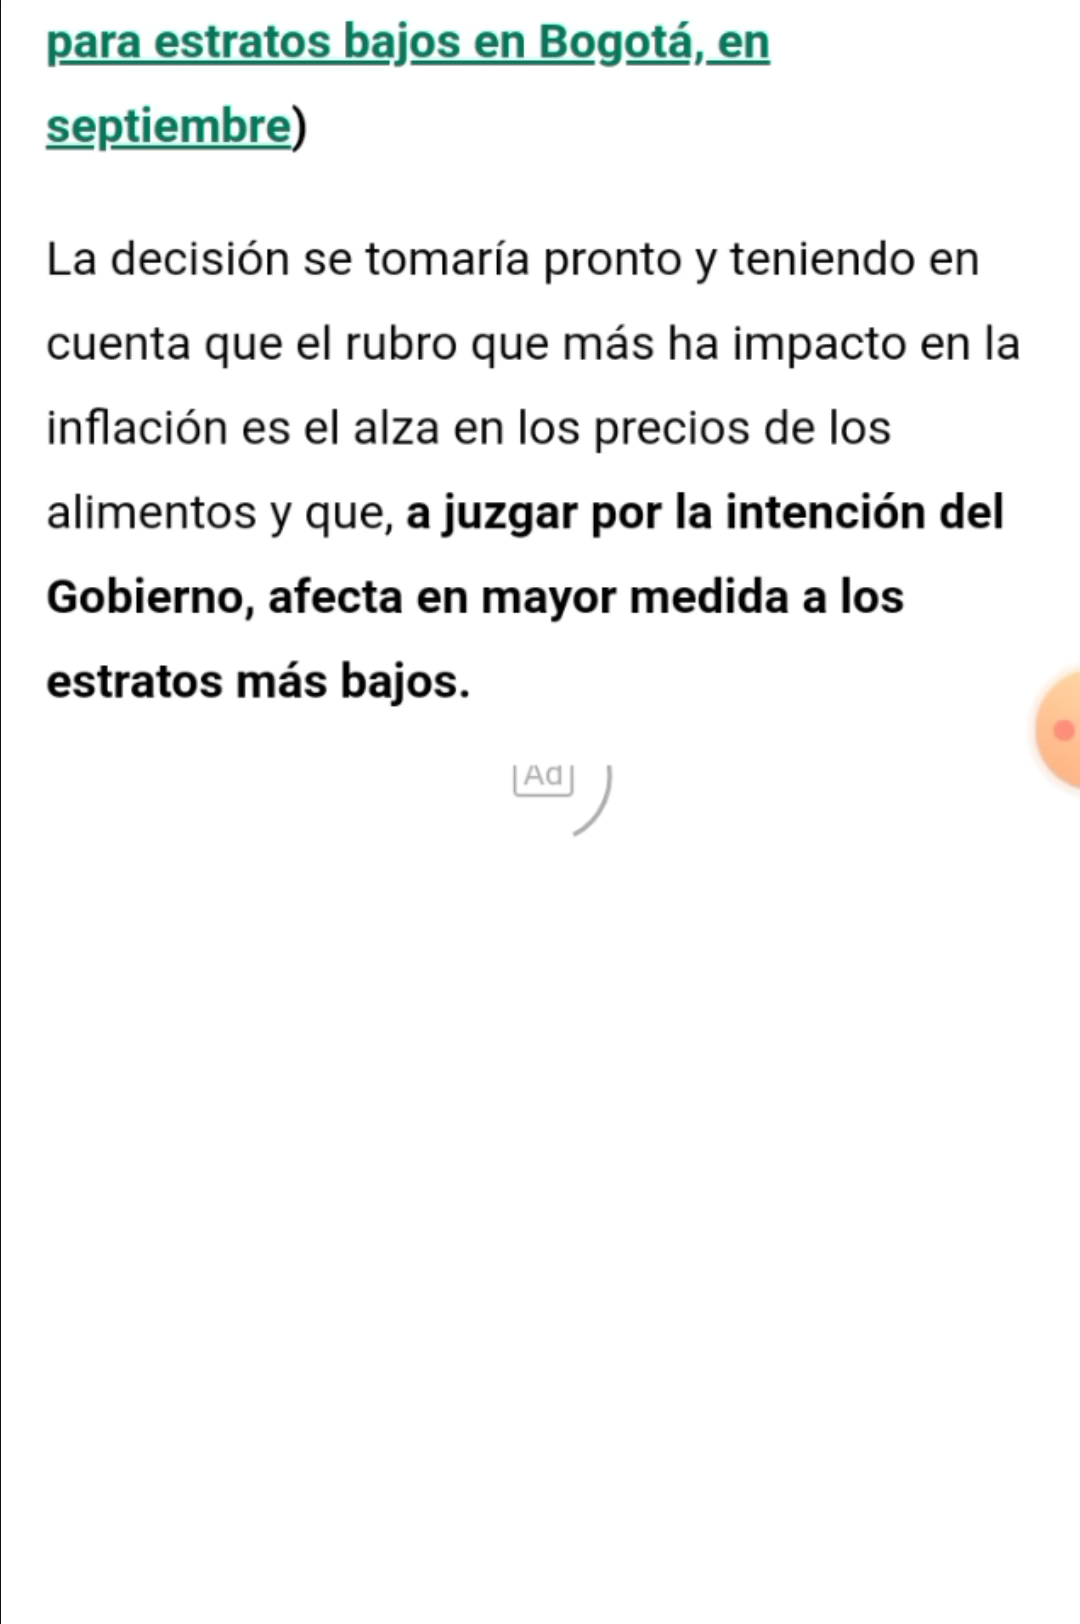 para estratos bajos en Bogotá, en
septiembre)
La decisión se tomaría pronto y teniendo en
cuenta que el rubro que más ha impacto en la
inflación es el alza en los precios de los
alimentos y que, a juzgar por la intención del
Gobierno, afecta en mayor medida a los
estratos más bajos.
Ad